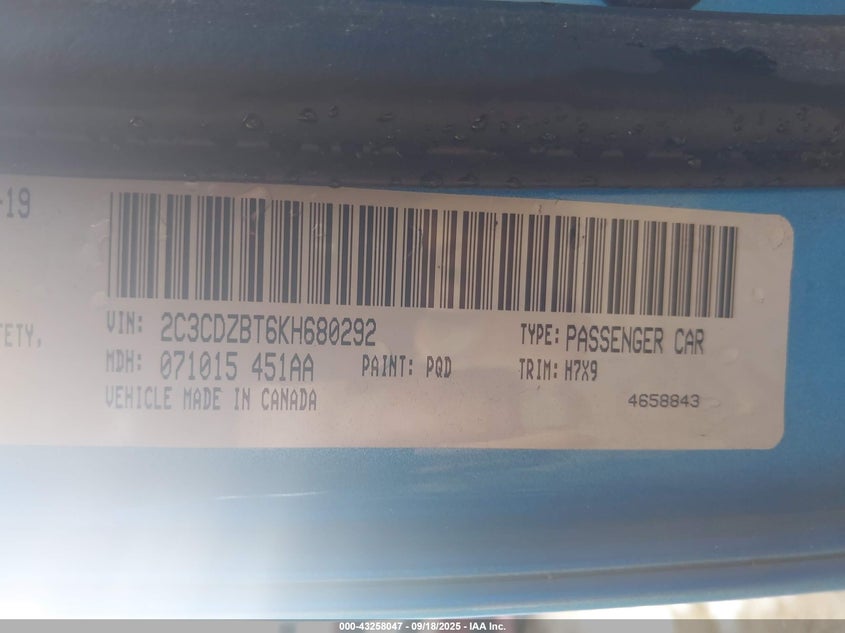 -19
VIN: 2C3CDZBT6KH680292 TYPE: PASSENGER CAR
ETY,
MDH: 071015 451AA PAINT: PQD TRIM: H7X9
VEHICLE MADE IN CANADA 4658843
000-43258047 - 09/18/2025 - IAA Inc.